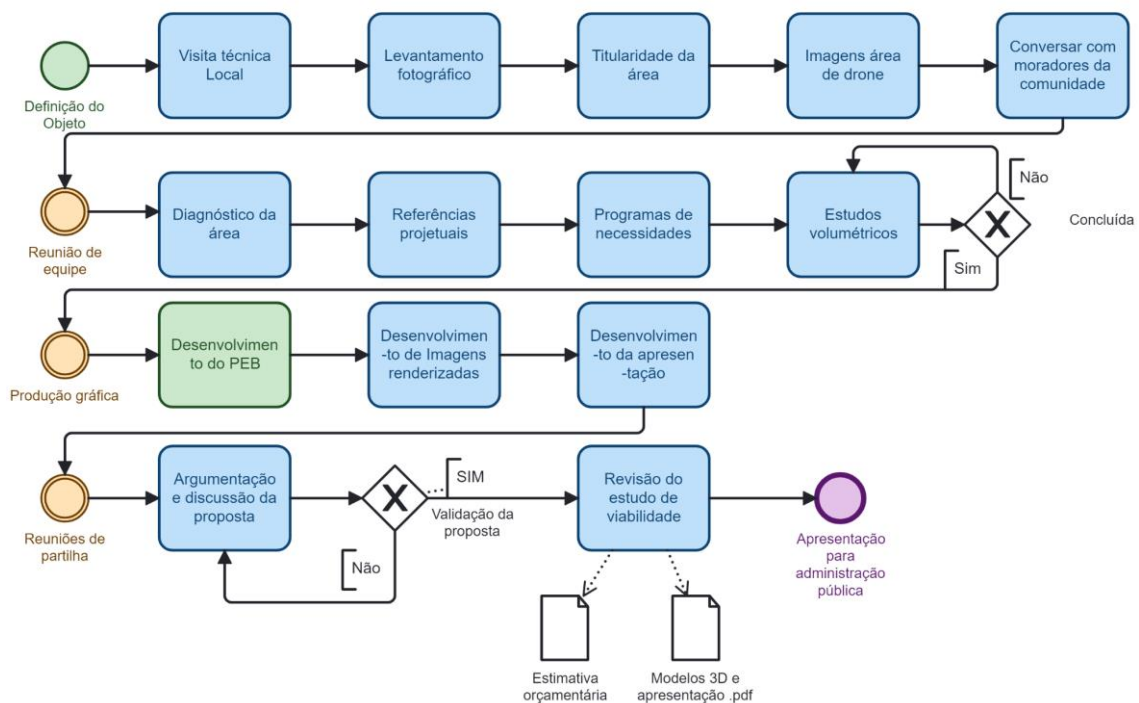 Visita técnica
Local
Levantamento
fotográfico
Titularidade da
área
Imagens área
de drone
Conversar com
moradores da
comunidade
Definição do
Objeto
Diagnóstico da
área
Referências
projetuais
Programas de
necessidades
Estudos
volumétricos
Não
Concluída
Reunião de
equipe
Sim
Desenvolvimen
to do PEB
Desenvolvimen
-to de Imagens
renderizadas
Desenvolvimen
-to da apresen
-tação
Produção gráfica
Argumentação
e discussão da
proposta
SIM
Validação da
proposta
Revisão do
estudo de
viabilidade
Reuniões de
partilha
Não
Apresentação
para
administração
pública
Estimativa
orçamentária
Modelos 3D e
apresentação .pdf